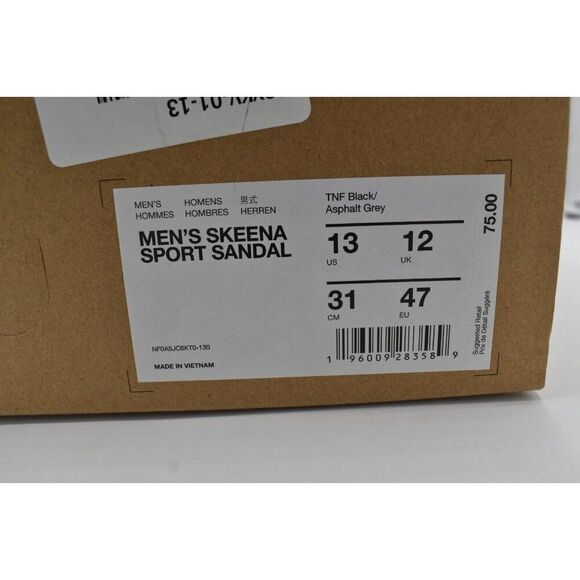 01-13
MEN'S HOMENS 男式
HOMMES HOMBRES HERREN
MEN'S SKEENA
SPORT SANDAL
NF0A5JC6KT0-130
MADE IN VIETNAM
TNF Black/
Asphalt Grey
13 12
US UK
31 47
CM EU
1 96009 28358 9
75.00
Suggested Retail
Prix de Détail Suggéré